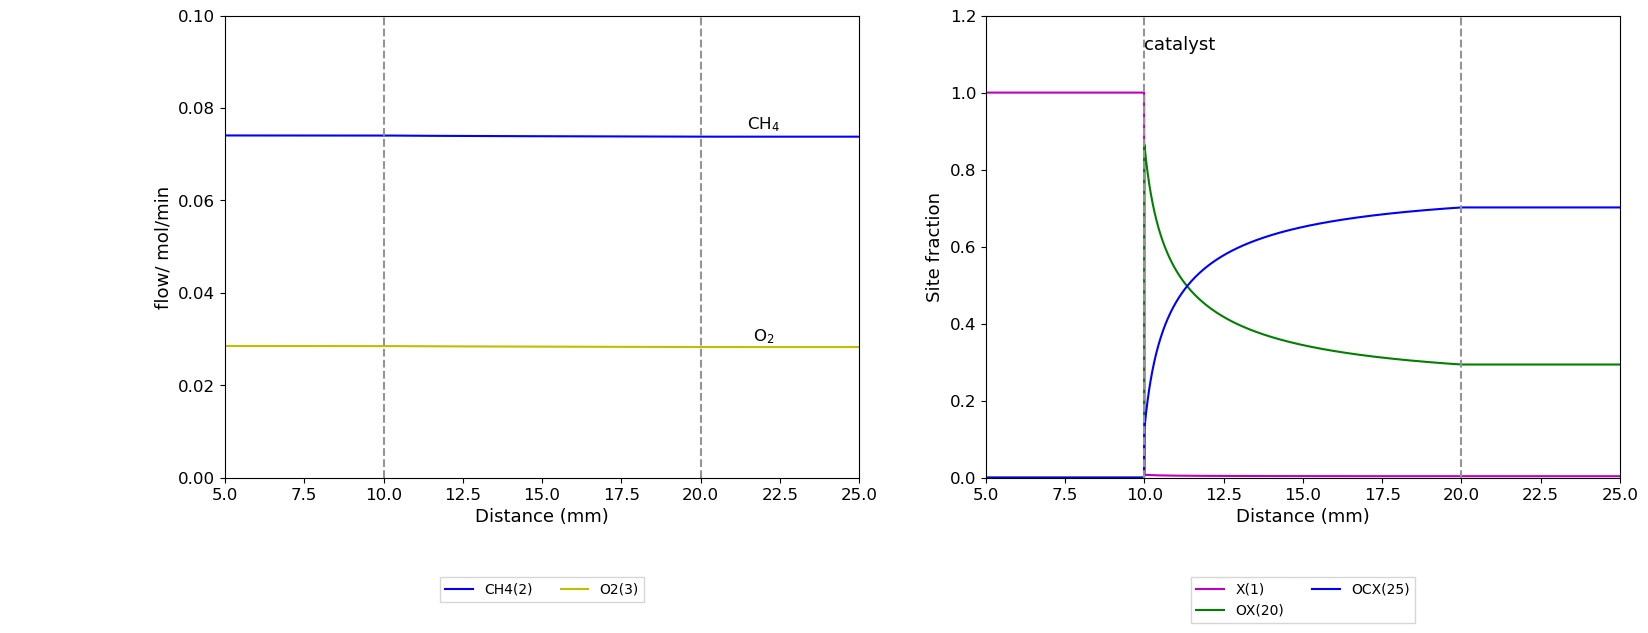 0.10
0.08
0.06
0.04
0.02
0.00
flow/ mol/min
CH4
O2
5.0 7.5 10.0 12.5 15.0 17.5 20.0 22.5 25.0
Distance (mm)
CH4(2) O2(3)
1.2
1.0
0.8
0.6
0.4
0.2
0.0
Site fraction
catalyst
5.0 7.5 10.0 12.5 15.0 17.5 20.0 22.5 25.0
Distance (mm)
X(1) OCX(25)
OX(20)